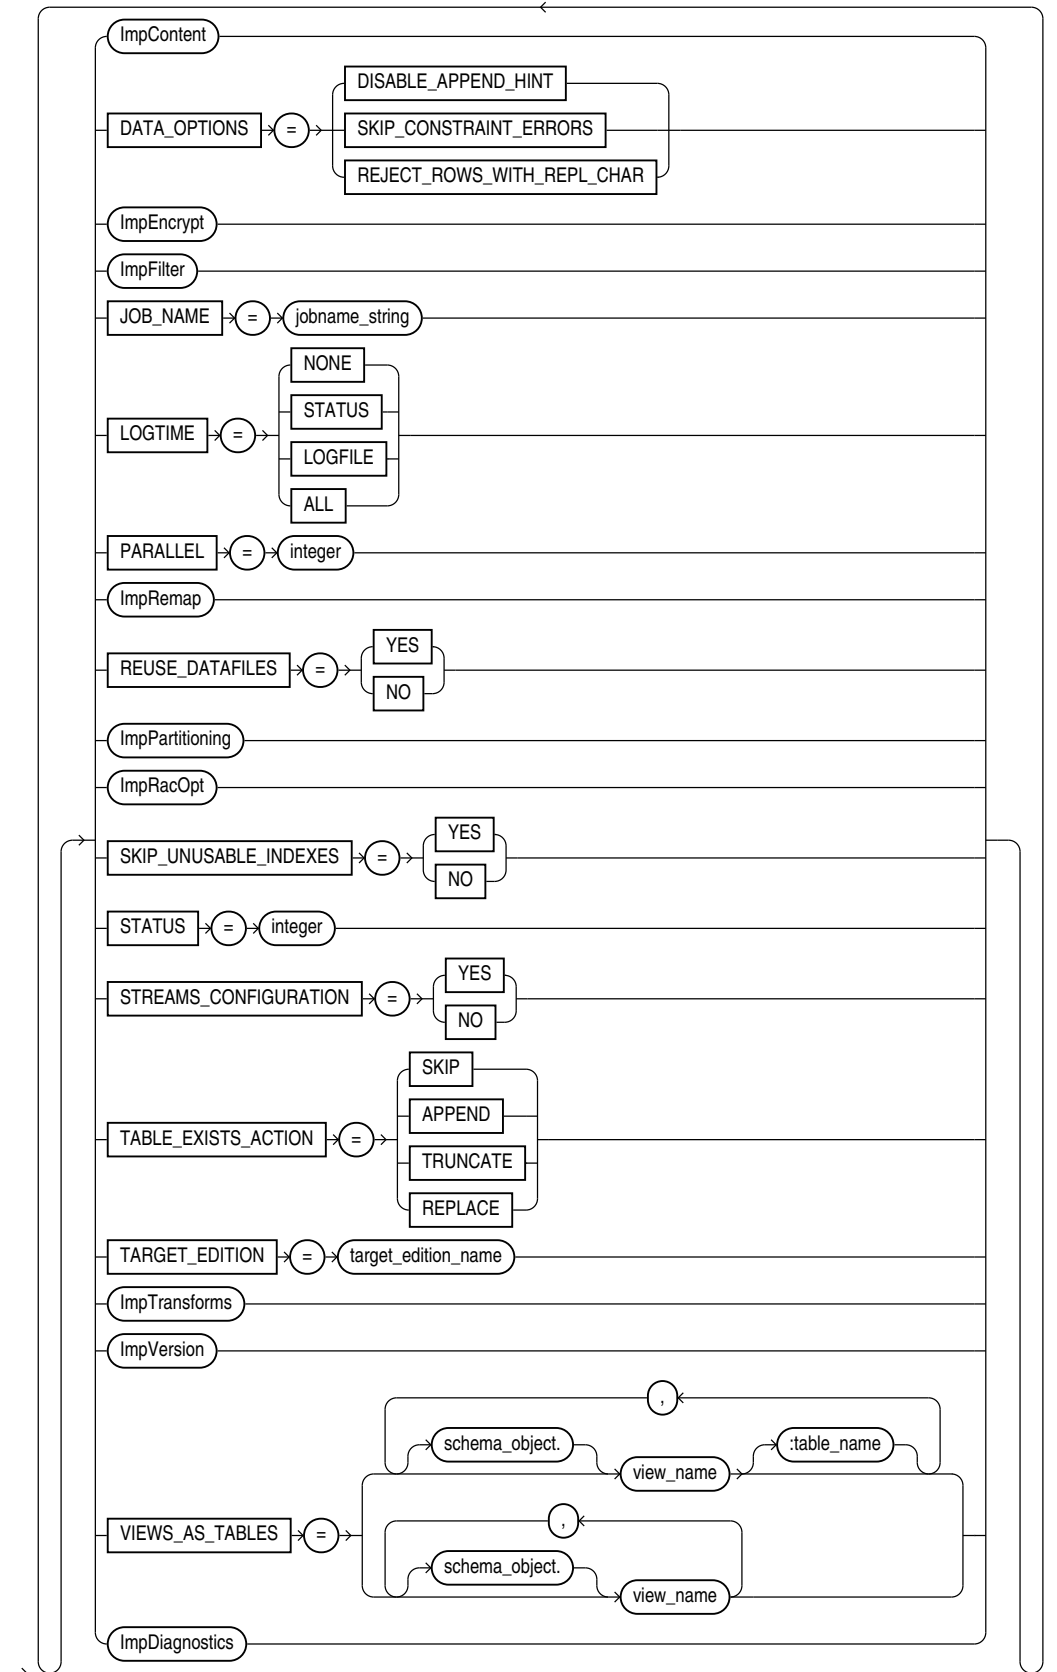 ImpContent
DISABLE_APPEND_HINT
DATA_OPTIONS = SKIP_CONSTRAINT_ERRORS
REJECT_ROWS_WITH_REPL_CHAR
ImpEncrypt
ImpFilter
JOB_NAME = jobname_string
NONE
STATUS
LOGTIME =
LOGFILE
ALL
PARALLEL = integer
ImpRemap
YES
REUSE_DATAFILES =
NO
ImpPartitioning
ImpRacOpt
YES
SKIP_UNUSABLE_INDEXES =
NO
STATUS = integer
YES
STREAMS_CONFIGURATION =
NO
SKIP
APPEND
TABLE_EXISTS_ACTION =
TRUNCATE
REPLACE
TARGET_EDITION = target_edition_name
ImpTransforms
ImpVersion
,
schema_object. :table_name
view_name
,
VIEWS_AS_TABLES =
schema_object.
view_name
ImpDiagnostics